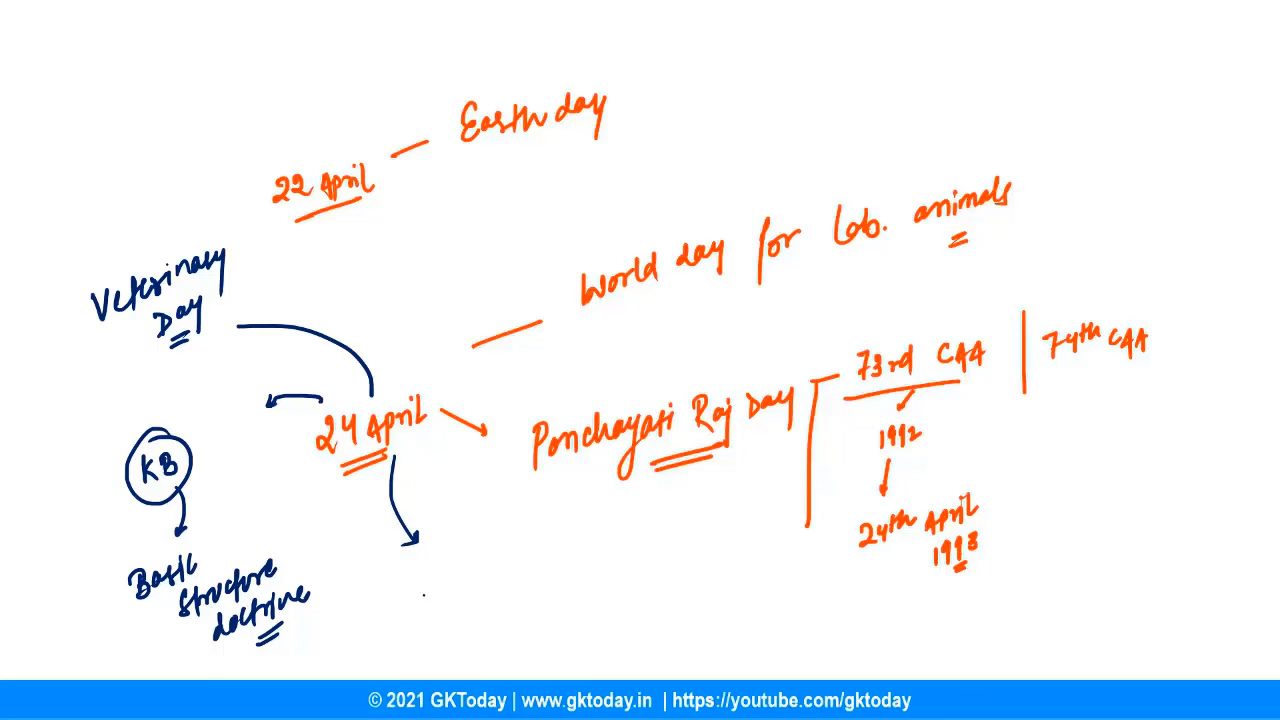 22 April
Earth day
World day for lab. animals
Veterinary
Day
24 April
Panchayati Raj Day
73rd CAA
74th CAA
1992
24th April
1993
KB
Basic
structure
doctrine
© 2021 GKToday | www.gktoday.in | https://youtube.com/gktoday